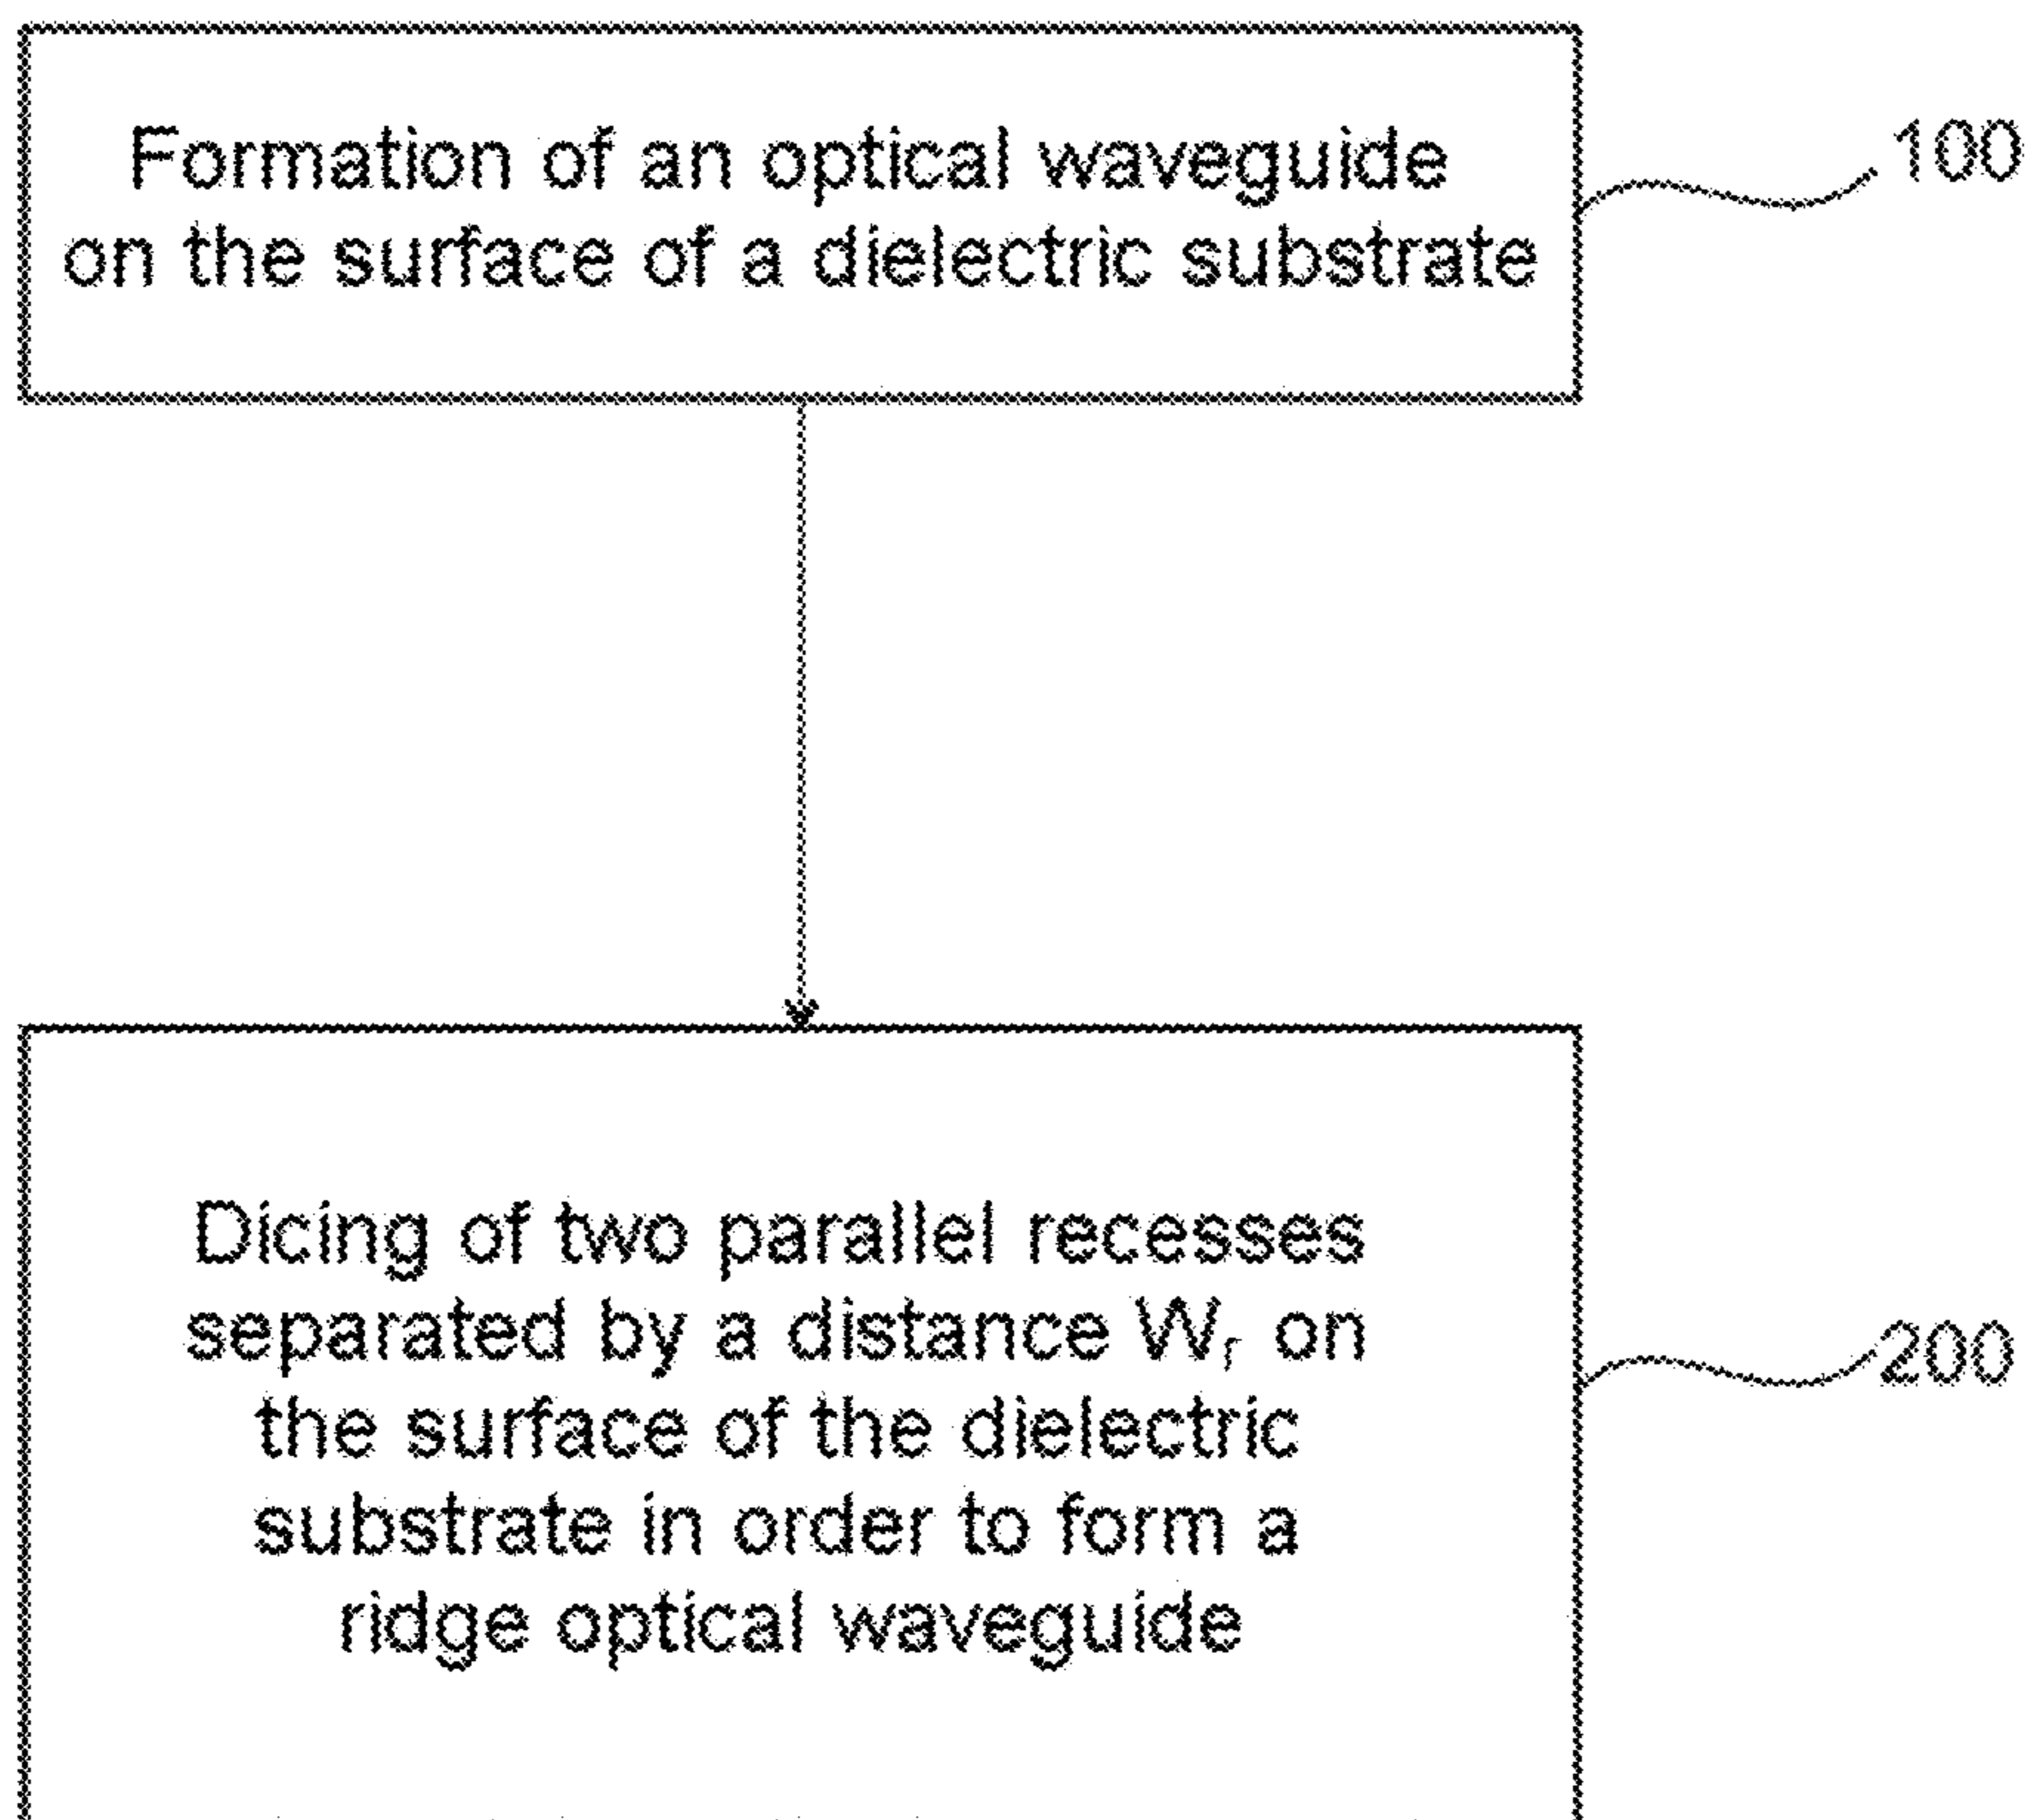 Formation of an optical waveguide
on the surface of a dielectric substrate
100
Dicing of two parallel recesses
separated by a distance Wr on
the surface of the dielectric
substrate in order to form a
ridge optical waveguide
200